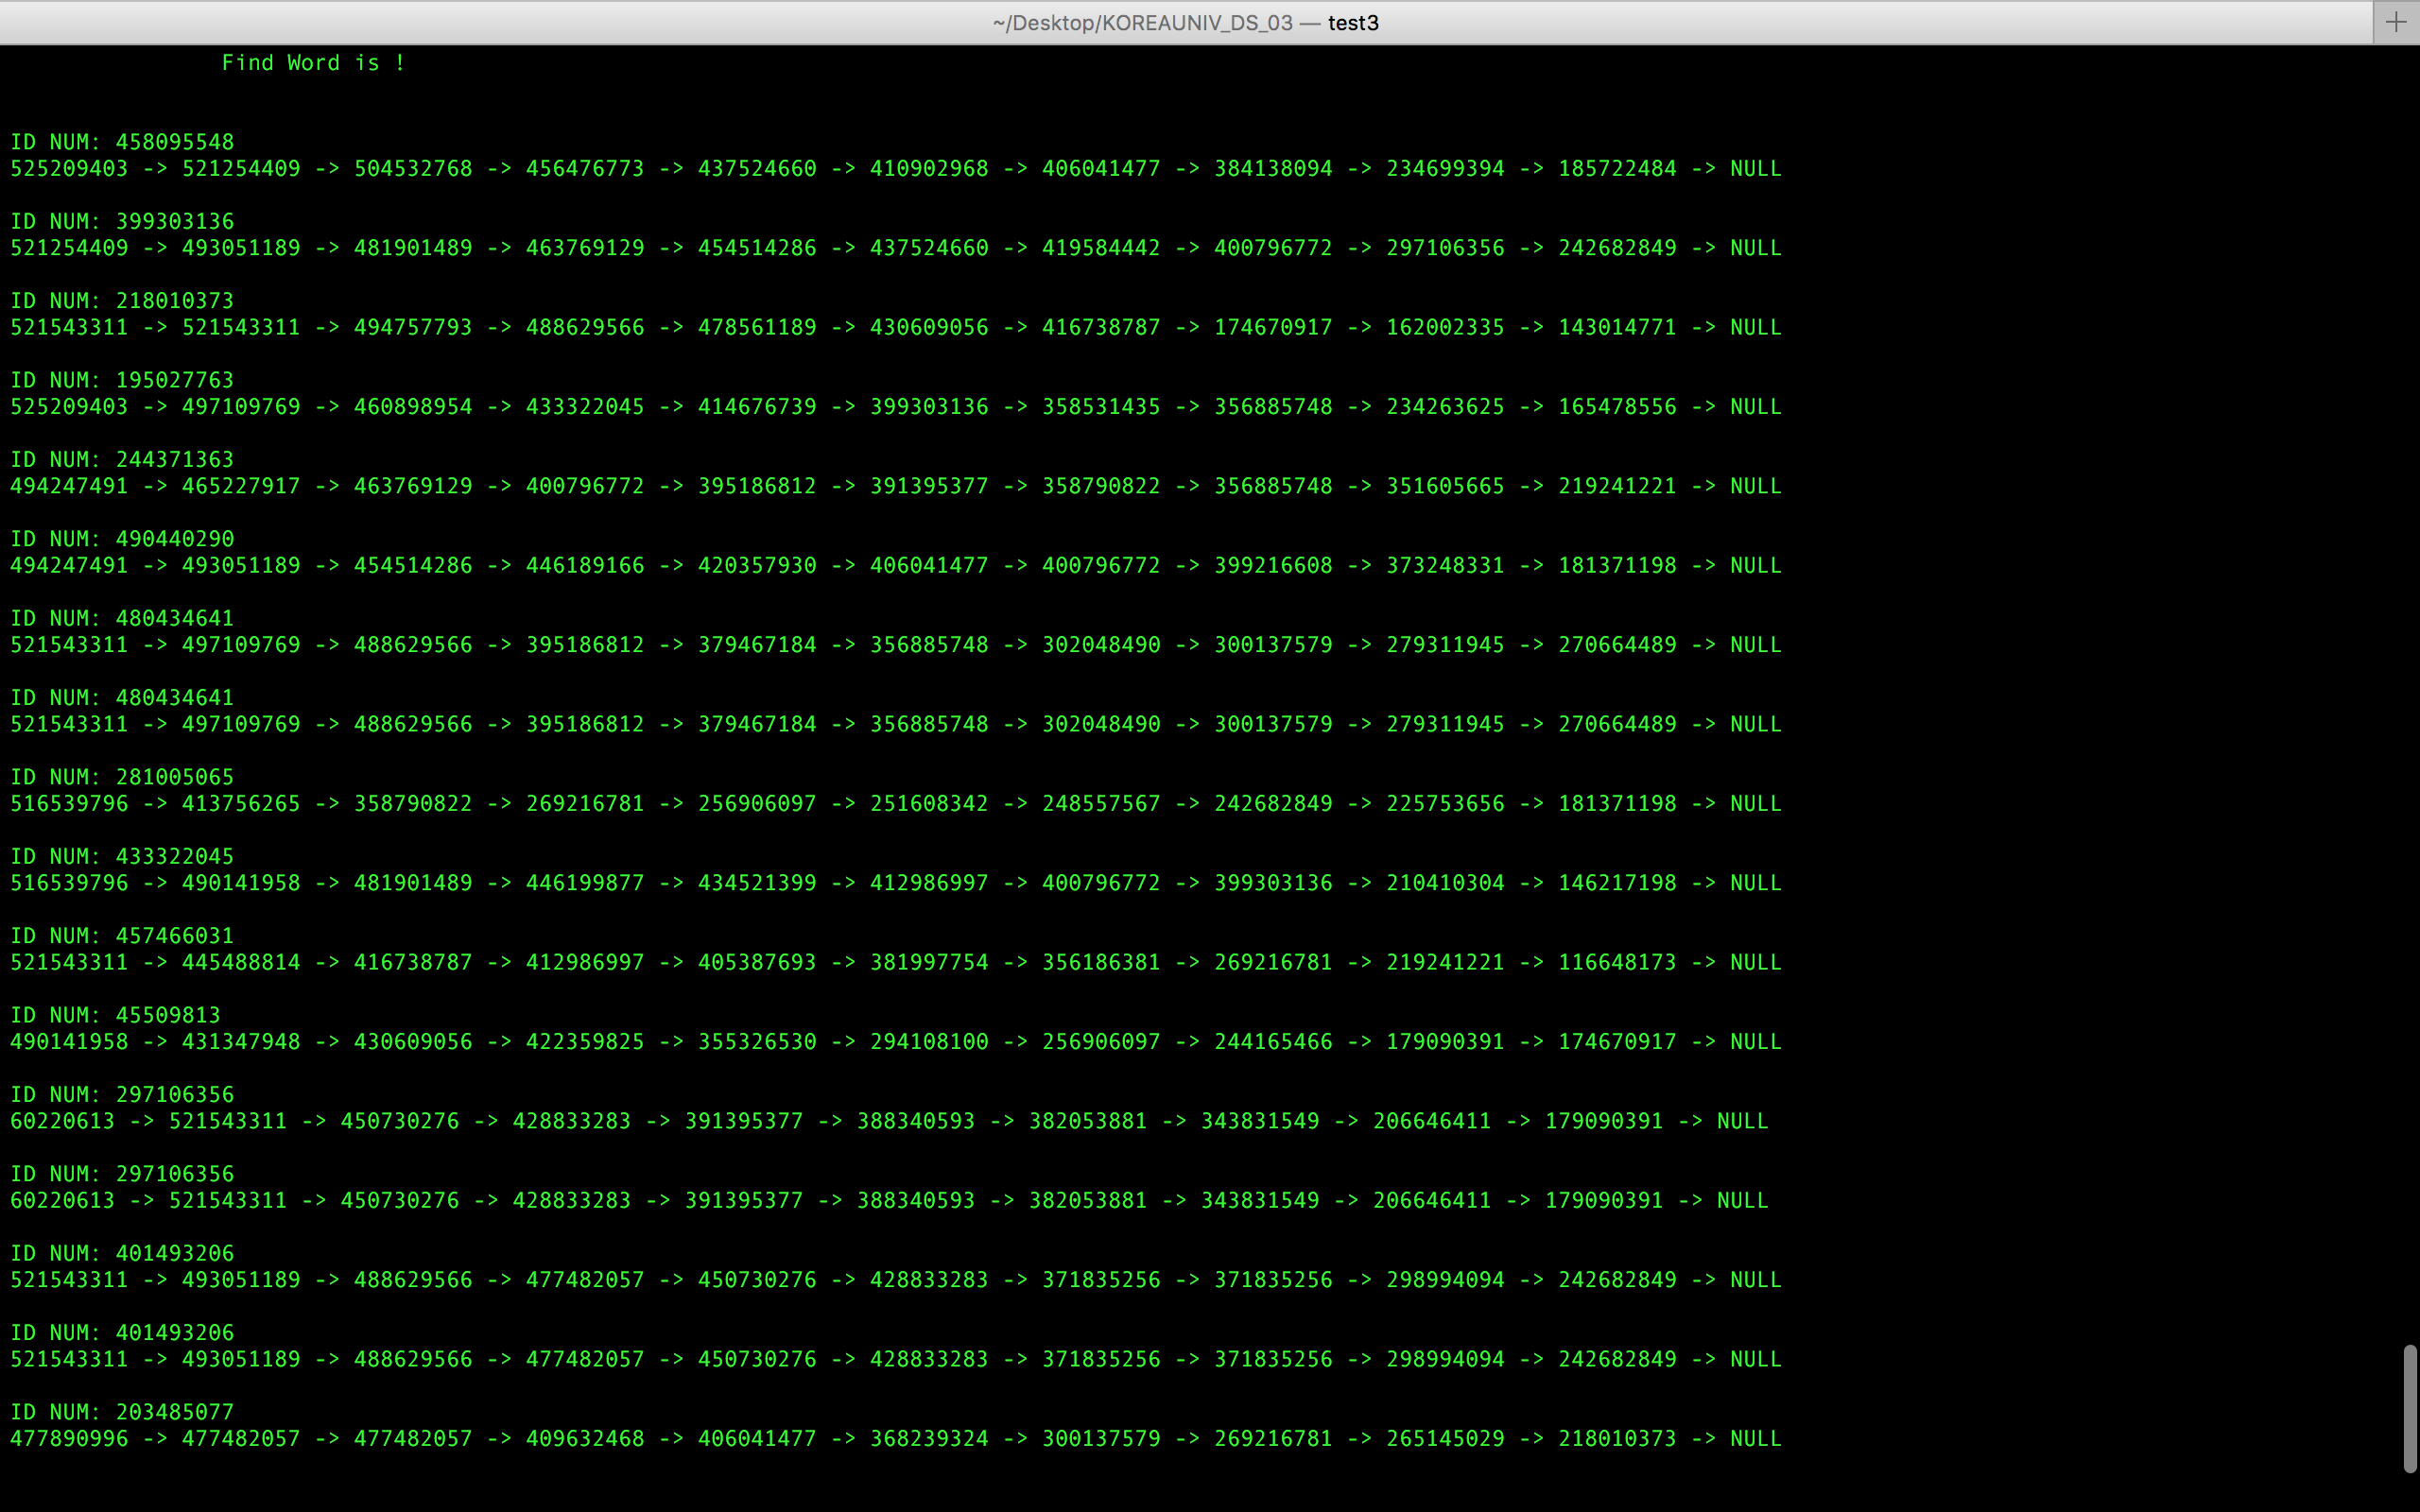 ~/Desktop/KOREAUNIV_DS_03 — test3
Find Word is !
ID NUM: 458095548
525209403 -> 521254409 -> 504532768 -> 456476773 -> 437524660 -> 410902968 -> 406041477 -> 384138094 -> 234699394 -> 185722484 -> NULL
ID NUM: 399303136
521254409 -> 493051189 -> 481901489 -> 463769129 -> 454514286 -> 437524660 -> 419584442 -> 400796772 -> 297106356 -> 242682849 -> NULL
ID NUM: 218010373
521543311 -> 521543311 -> 494757793 -> 488629566 -> 478561189 -> 430609056 -> 416738787 -> 174670917 -> 162002335 -> 143014771 -> NULL
ID NUM: 195027763
525209403 -> 497109769 -> 460898954 -> 433322045 -> 414676739 -> 399303136 -> 358531435 -> 356885748 -> 234263625 -> 165478556 -> NULL
ID NUM: 244371363
494247491 -> 465227917 -> 463769129 -> 400796772 -> 395186812 -> 391395377 -> 358790822 -> 356885748 -> 351605665 -> 219241221 -> NULL
ID NUM: 490440290
494247491 -> 493051189 -> 454514286 -> 446189166 -> 420357930 -> 406041477 -> 400796772 -> 399216608 -> 373248331 -> 181371198 -> NULL
ID NUM: 480434641
521543311 -> 497109769 -> 488629566 -> 395186812 -> 379467184 -> 356885748 -> 302048490 -> 300137579 -> 279311945 -> 270664489 -> NULL
ID NUM: 480434641
521543311 -> 497109769 -> 488629566 -> 395186812 -> 379467184 -> 356885748 -> 302048490 -> 300137579 -> 279311945 -> 270664489 -> NULL
ID NUM: 281005065
516539796 -> 413756265 -> 358790822 -> 269216781 -> 256906097 -> 251608342 -> 248557567 -> 242682849 -> 225753656 -> 181371198 -> NULL
ID NUM: 433322045
516539796 -> 490141958 -> 481901489 -> 446199877 -> 434521399 -> 412986997 -> 400796772 -> 399303136 -> 210410304 -> 146217198 -> NULL
ID NUM: 457466031
521543311 -> 445488814 -> 416738787 -> 412986997 -> 405387693 -> 381997754 -> 356186381 -> 269216781 -> 219241221 -> 116648173 -> NULL
ID NUM: 45509813
490141958 -> 431347948 -> 430609056 -> 422359825 -> 355326530 -> 294108100 -> 256906097 -> 244165466 -> 179090391 -> 174670917 -> NULL
ID NUM: 297106356
60220613 -> 521543311 -> 450730276 -> 428833283 -> 391395377 -> 388340593 -> 382053881 -> 343831549 -> 206646411 -> 179090391 -> NULL
ID NUM: 297106356
60220613 -> 521543311 -> 450730276 -> 428833283 -> 391395377 -> 388340593 -> 382053881 -> 343831549 -> 206646411 -> 179090391 -> NULL
ID NUM: 401493206
521543311 -> 493051189 -> 488629566 -> 477482057 -> 450730276 -> 428833283 -> 371835256 -> 371835256 -> 298994094 -> 242682849 -> NULL
ID NUM: 401493206
521543311 -> 493051189 -> 488629566 -> 477482057 -> 450730276 -> 428833283 -> 371835256 -> 371835256 -> 298994094 -> 242682849 -> NULL
ID NUM: 203485077
477890996 -> 477482057 -> 477482057 -> 409632468 -> 406041477 -> 368239324 -> 300137579 -> 269216781 -> 265145029 -> 218010373 -> NULL